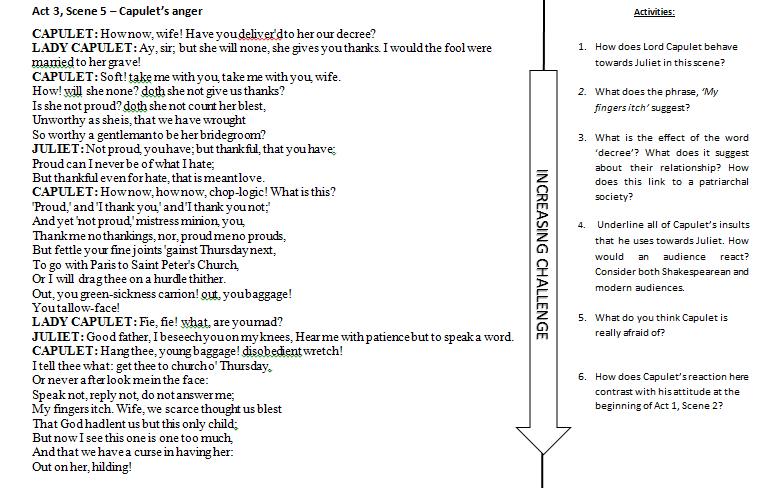 Act 3, Scene 5 – Capulet's anger
CAPULET: How now, wife! Have you deliver'd to her our decree?
LADY CAPULET: Ay, sir; but she will none, she gives you thanks. I would the fool were
married to her grave!
CAPULET: Soft! take me with you, take me with you, wife.
How! will she none? doth she not give us thanks?
Is she not proud? doth she not count her blest,
Unworthy as she is, that we have wrought
So worthy a gentleman to be her bridegroom?
JULIET: Not proud, you have; but thankful, that you have;
Proud can I never be of what I hate;
But thankful even for hate, that is meant love.
CAPULET: How now, how now, chop-logic! What is this?
'Proud,' and 'I thank you,' and 'I thank you not;'
And yet 'not proud,' mistress minion, you,
Thank me no thankings, nor, proud me no prouds,
But fettle your fine joints 'gainst Thursday next,
To go with Paris to Saint Peter's Church,
Or I will drag thee on a hurdle thither.
Out, you green-sickness carrion! out, you baggage!
You tallow-face!
LADY CAPULET: Fie, fie! what, are you mad?
JULIET: Good father, I beseech you on my knees, Hear me with patience but to speak a word.
CAPULET: Hang thee, young baggage! disobedient wretch!
I tell thee what: get thee to church o' Thursday,
Or never after look me in the face:
Speak not, reply not, do not answer me;
My fingers itch. Wife, we scarce thought us blest
That God had lent us but this only child;
But now I see this one is one too much,
And that we have a curse in having her:
Out on her, hilding!
INCREASING CHALLENGE
Activities:
1. How does Lord Capulet behave
towards Juliet in this scene?
2. What does the phrase, 'My
fingers itch' suggest?
3. What is the effect of the word
'decree'? What does it suggest
about their relationship? How
does this link to a patriarchal
society?
4. Underline all of Capulet's insults
that he uses towards Juliet. How
would an audience react?
Consider both Shakespearean and
modern audiences.
5. What do you think Capulet is
really afraid of?
6. How does Capulet's reaction here
contrast with his attitude at the
beginning of Act 1, Scene 2?